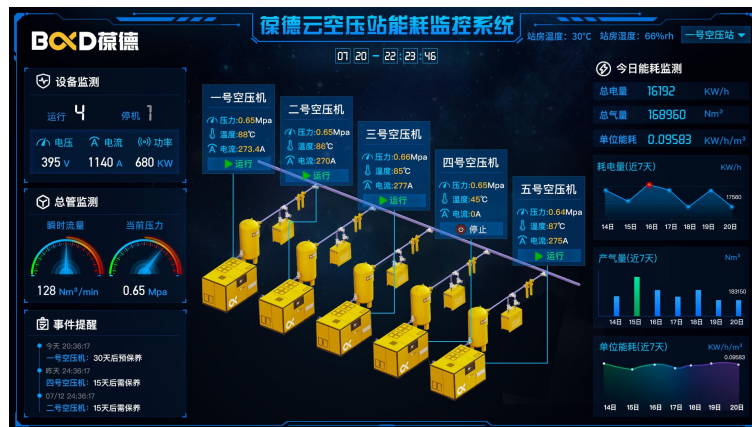 BOXD葆德
葆德云空压站能耗监控系统
07 20 - 22:23:46
站房温度: 30℃ 站房湿度: 66%rh
一号空压站
设备监测
运行 4 停机 1
电压 电流 功率
395 V 1140 A 680 KW
总管监测
瞬时流量 当前压力
128 Nm³/min 0.65 Mpa
事件提醒
今天 20:36:17
一号空压机: 30天后预保养
昨天 24:36:17
四号空压机: 15天后需保养
07/12 24:36:17
二号空压机: 15天后需保养
一号空压机
压力:0.65Mpa
温度:88℃
电流:273.4A
运行
二号空压机
压力:0.65Mpa
温度:86℃
电流:270A
运行
三号空压机
压力:0.66Mpa
温度:85℃
电流:277A
运行
四号空压机
压力:0.65Mpa
温度:45℃
电流:0A
停止
五号空压机
压力:0.64Mpa
温度:87℃
电流:275A
运行
今日能耗监测
总电量 16192 KW/h
总气量 168960 Nm³
单位能耗 0.09583 KW/h/m³
耗电量(近7天) KW/h
17560
14日 15日 16日 17日 18日 19日 20日
产气量(近7天) Nm³
183150
14日 15日 16日 17日 18日 19日 20日
单位能耗(近7天) KW/h/m³
0.09583
14日 15日 16日 17日 18日 19日 20日